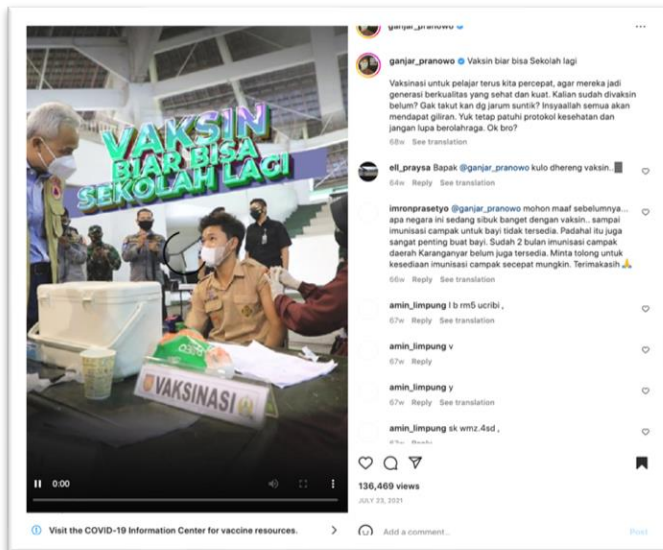 ganjar_pranowo
VAKSIN
BIAR BISA
SEKOLAH LAGI
VAKSINASI
0:00
Visit the COVID-19 Information Center for vaccine resources.
ganjar_pranowo Vaksin biar bisa Sekolah lagi
Vaksinasi untuk pelajar terus kita percepat, agar mereka jadi
generasi berkualitas yang sehat dan kuat. Kalian sudah divaksin
belum? Gak takut kan dg jarum suntik? Insyaallah semua akan
mendapat giliran. Yuk tetap patuhi protokol kesehatan dan
jangan lupa berolahraga. Ok bro?
68w See translation
ell_praysa Bapak @ganjar_pranowo kulo dhereng vaksin..
64w Reply See translation
imronprasetyo @ganjar_pranowo mohon maaf sebelumnya...
apa negara ini sedang sibuk banget dengan vaksin.. sampai
imunisasi campak untuk bayi tidak tersedia. Padahal itu juga
sangat penting buat bayi. Sudah 2 bulan imunisasi campak
daerah Karanganyar belum juga tersedia. Minta tolong untuk
kesediaan imunisasi campak secepat mungkin. Terimakasih 🙏
66w Reply See translation
amin_limpung l b rm5 ucribi ,
67w Reply See translation
amin_limpung v
67w Reply
amin_limpung y
67w Reply See translation
amin_limpung sk wmz.4sd ,
67w Reply
136,469 views
JULY 23, 2021
Add a comment...
Post